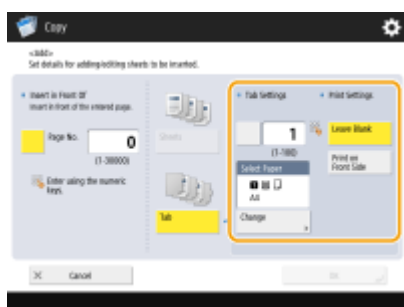 Copy
<Add>
Set details for adding/editing sheets to be inserted.
Insert in Front Of
Insert in front of the entered page.
Page No.
0
(1-30000)
Enter using the numeric
keys.
Sheets
Tab
Tab Settings
1
(1-100)
Select Paper
A4
Change
Print Settings
Leave Blank
Print on
Front Side
Cancel
OK